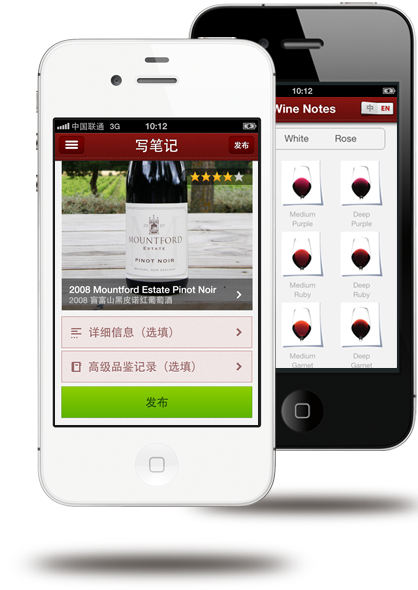 中国联通 3G 10:12
写笔记
发布
MOUNTFORD
ESTATE
PINOT NOIR
2008 Mountford Estate Pinot Noir
2008 盲富山黑皮诺红葡萄酒
详细信息（选填）
高级品鉴记录（选填）
发布
10:12
Wine Notes
中 EN
White Rose
Medium Purple
Deep Purple
Medium Ruby
Deep Ruby
Medium Garnet
Deep Garnet